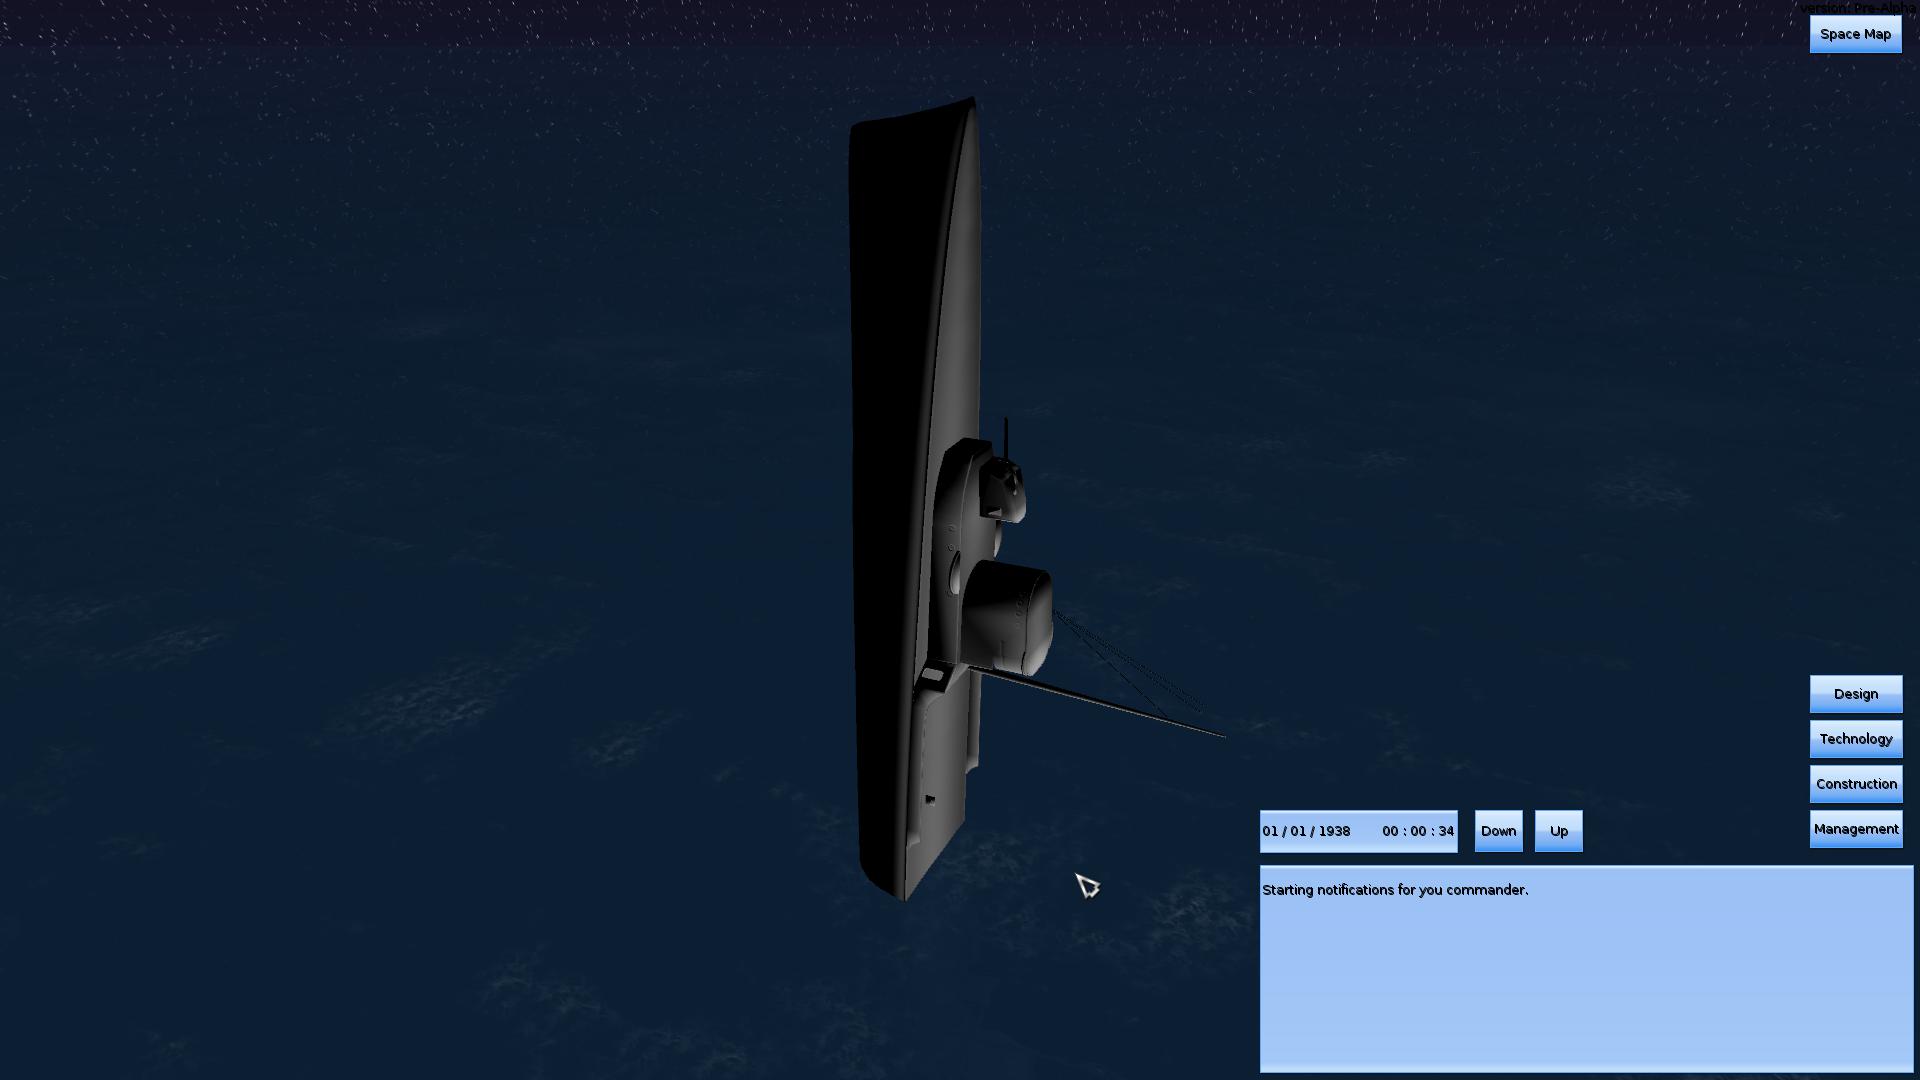 version: Pre-Alpha
Space Map
Design
Technology
Construction
Management
01 / 01 / 1938 00 : 00 : 34 Down Up
Starting notifications for you commander.